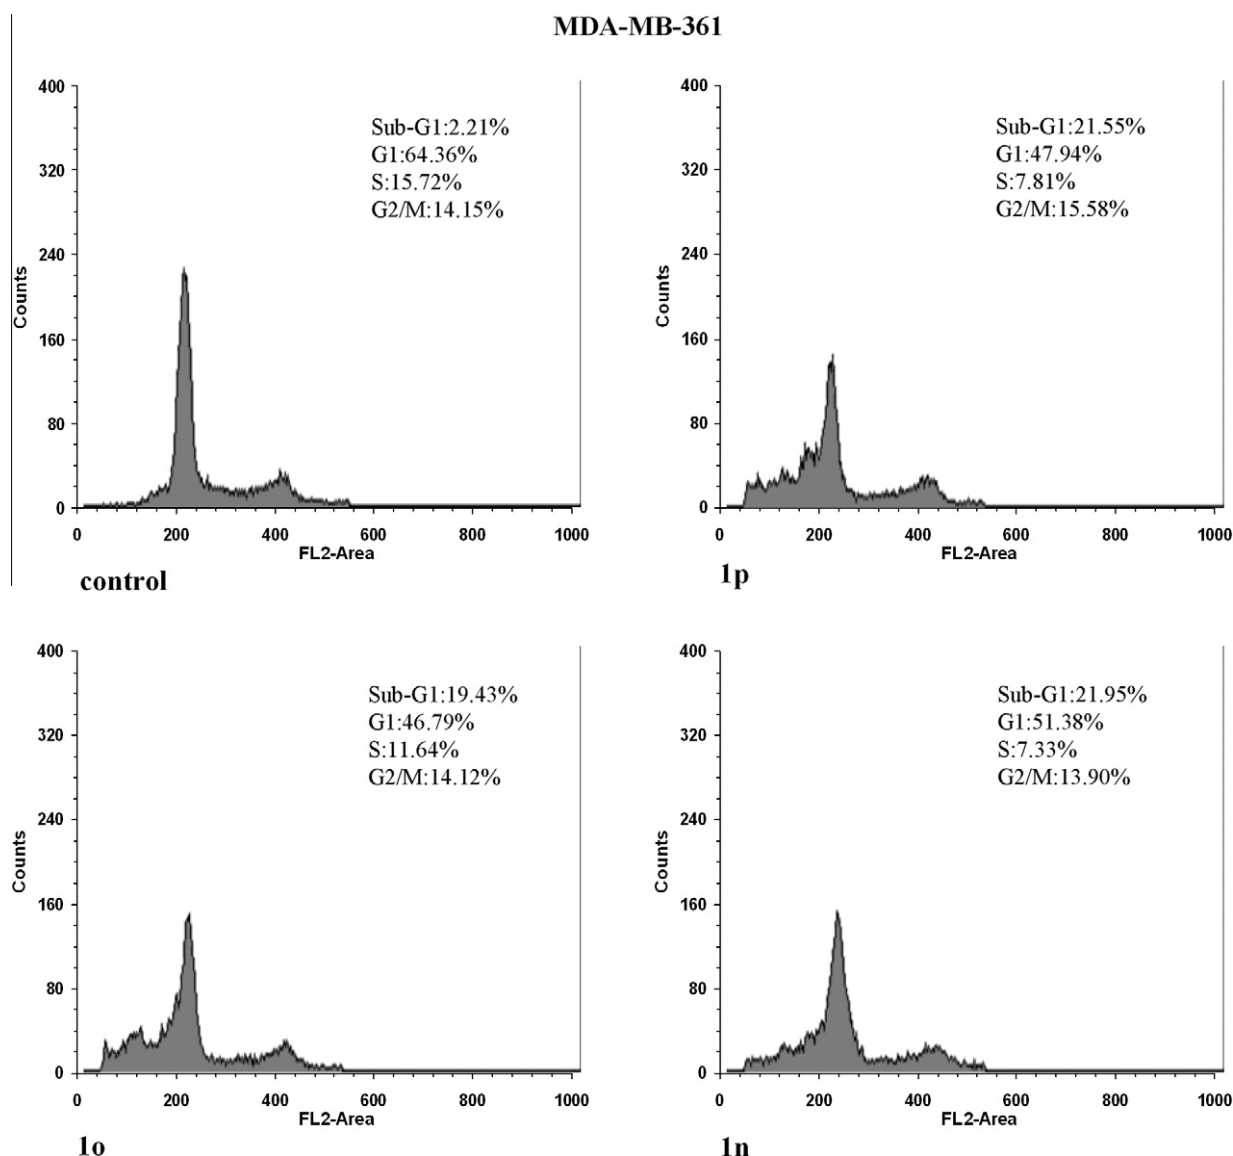 MDA-MB-361
400
320
240
160
80
0
Counts
Sub-G1:2.21%
G1:64.36%
S:15.72%
G2/M:14.15%
0 200 400 600 800 1000
FL2-Area
control
400
320
240
160
80
0
Counts
Sub-G1:21.55%
G1:47.94%
S:7.81%
G2/M:15.58%
0 200 400 600 800 1000
FL2-Area
1p
400
320
240
160
80
0
Counts
Sub-G1:19.43%
G1:46.79%
S:11.64%
G2/M:14.12%
0 200 400 600 800 1000
FL2-Area
1o
400
320
240
160
80
0
Counts
Sub-G1:21.95%
G1:51.38%
S:7.33%
G2/M:13.90%
0 200 400 600 800 1000
FL2-Area
1n